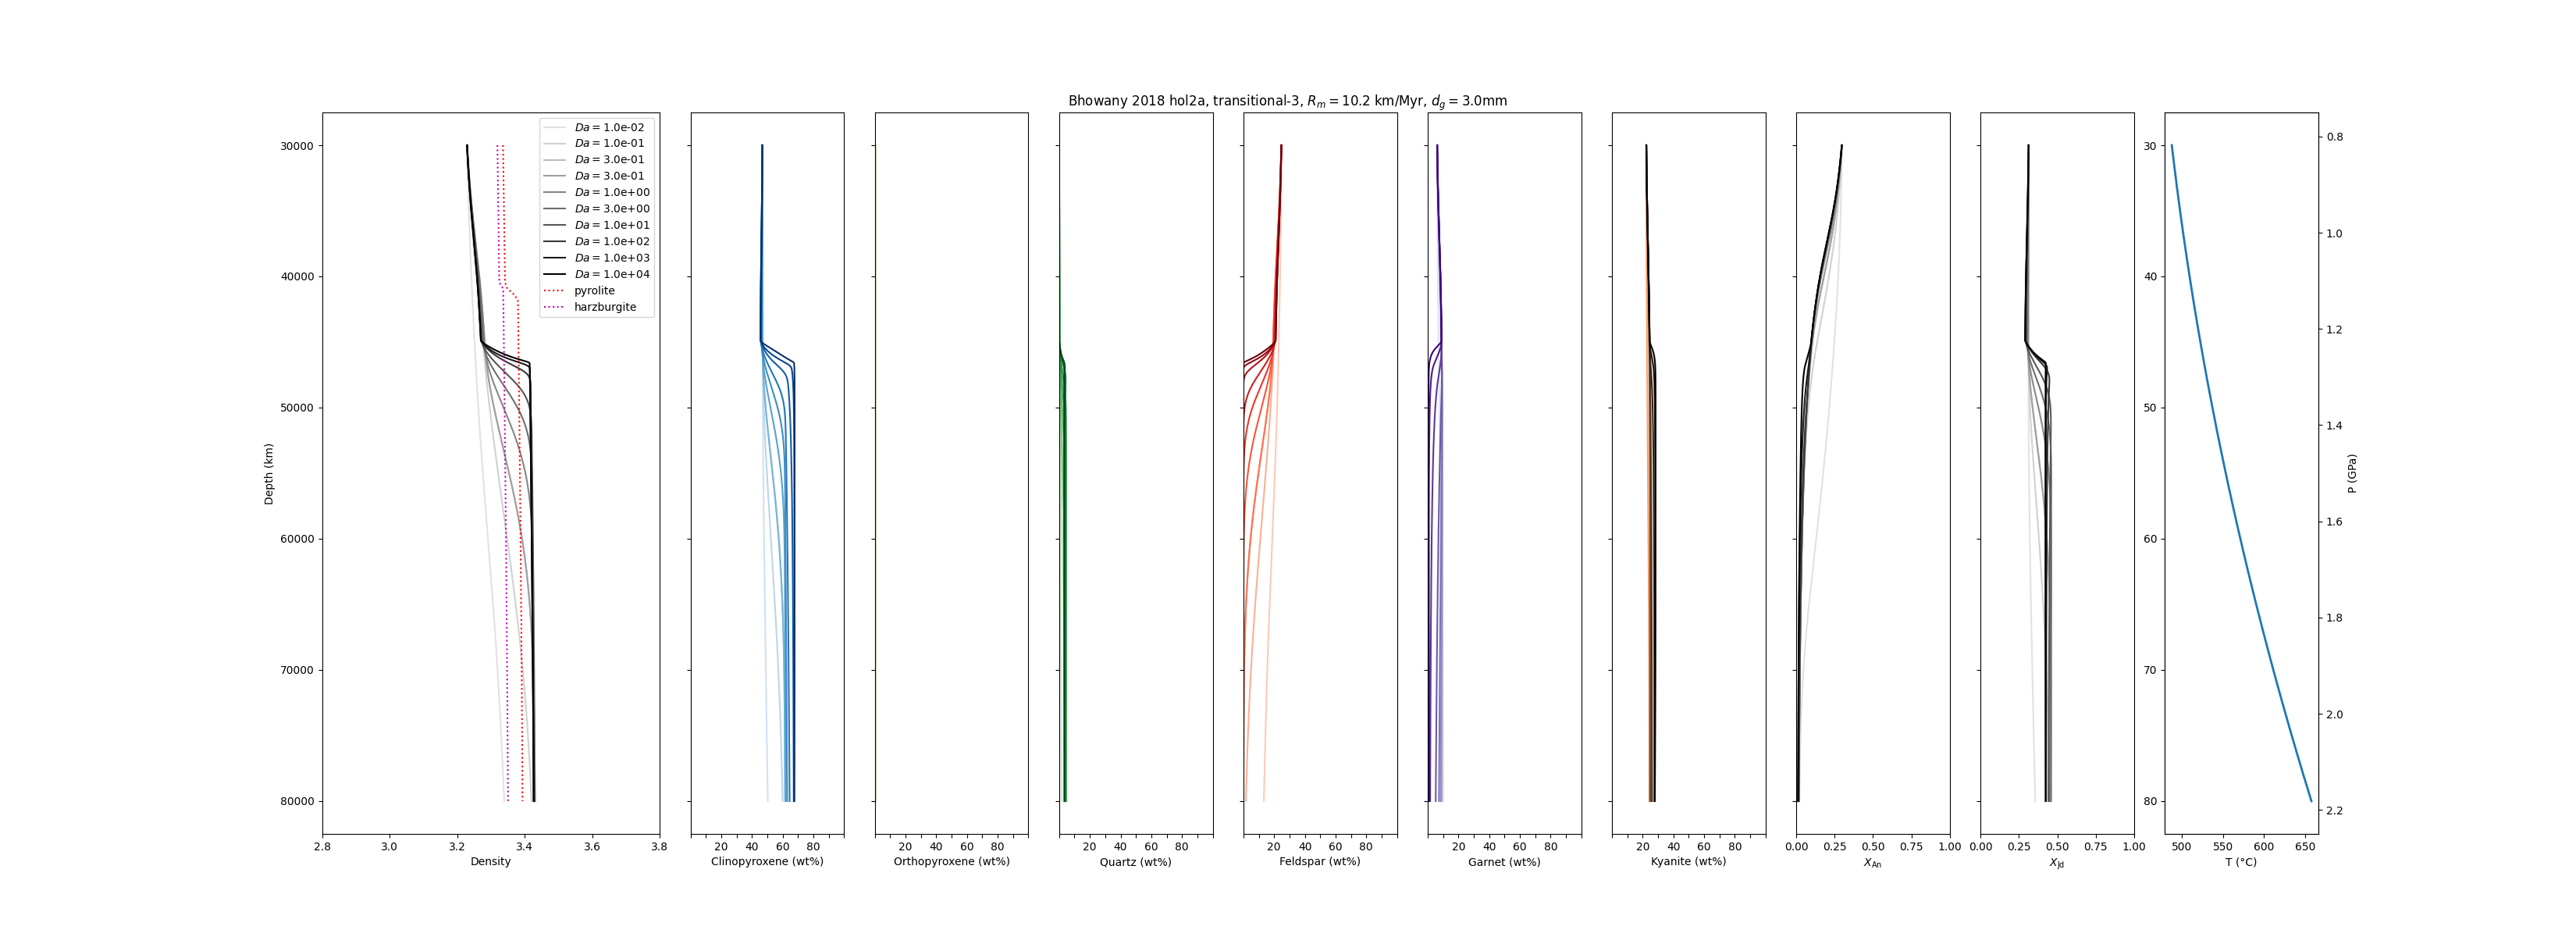 Bhowany 2018 hol2a, transitional-3, R_m = 10.2 km/Myr, d_g = 3.0mm
Da = 1.0e-02
Da = 1.0e-01
Da = 3.0e-01
Da = 3.0e-01
Da = 1.0e+00
Da = 3.0e+00
Da = 1.0e+01
Da = 1.0e+02
Da = 1.0e+03
Da = 1.0e+04
pyrolite
harzburgite
Depth (km)
30000
40000
50000
60000
70000
80000
2.8 3.0 3.2 3.4 3.6 3.8
Density
20 40 60 80
Clinopyroxene (wt%)
20 40 60 80
Orthopyroxene (wt%)
20 40 60 80
Quartz (wt%)
20 40 60 80
Feldspar (wt%)
20 40 60 80
Garnet (wt%)
20 40 60 80
Kyanite (wt%)
0.00 0.25 0.50 0.75 1.00
X_An
0.00 0.25 0.50 0.75 1.00
X_Jd
30
40
50
60
70
80
500 550 600 650
T (°C)
0.8
1.0
1.2
1.4
1.6
1.8
2.0
2.2
P (GPa)